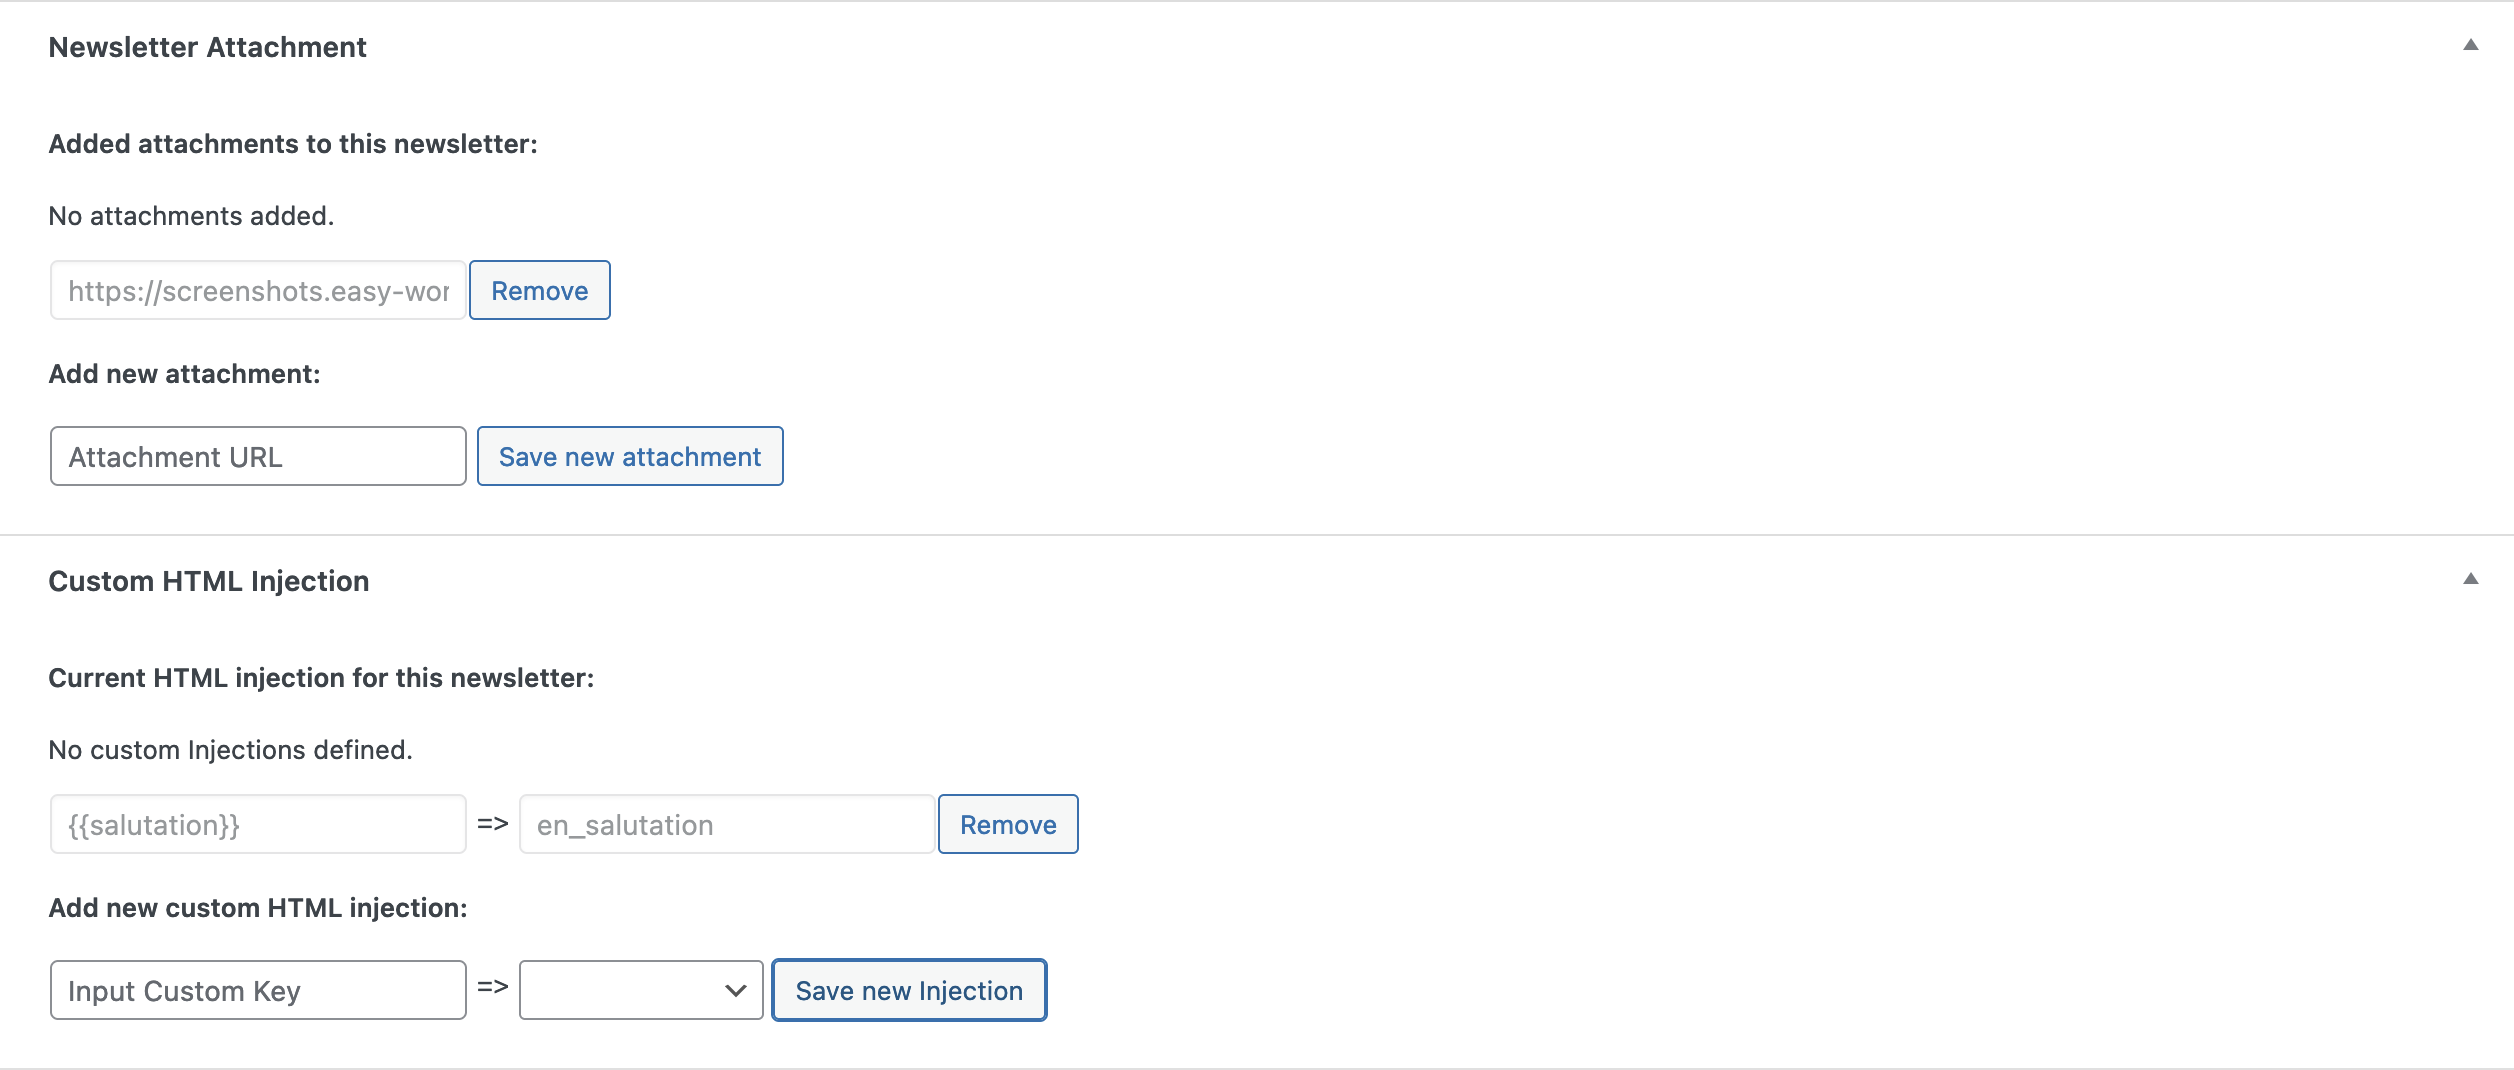 Newsletter Attachment
Added attachments to this newsletter:
No attachments added.
https://screenshots.easy-wor Remove
Add new attachment:
Attachment URL Save new attachment
Custom HTML Injection
Current HTML injection for this newsletter:
No custom Injections defined.
{{salutation}} => en_salutation Remove
Add new custom HTML injection:
Input Custom Key => Save new Injection